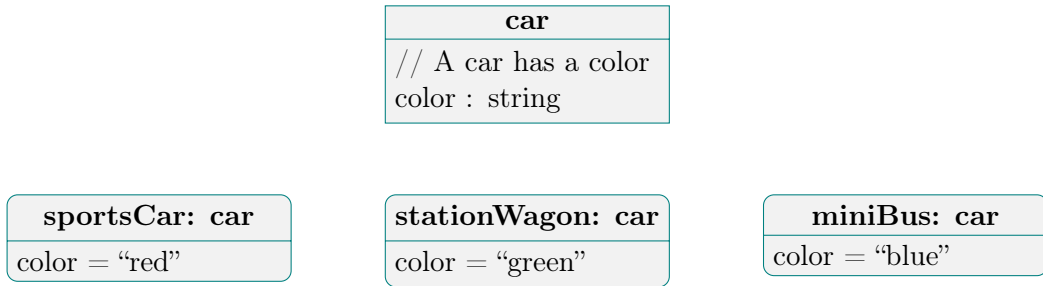 car
// A car has a color
color : string
sportsCar: car
color = “red”
stationWagon: car
color = “green”
miniBus: car
color = “blue”